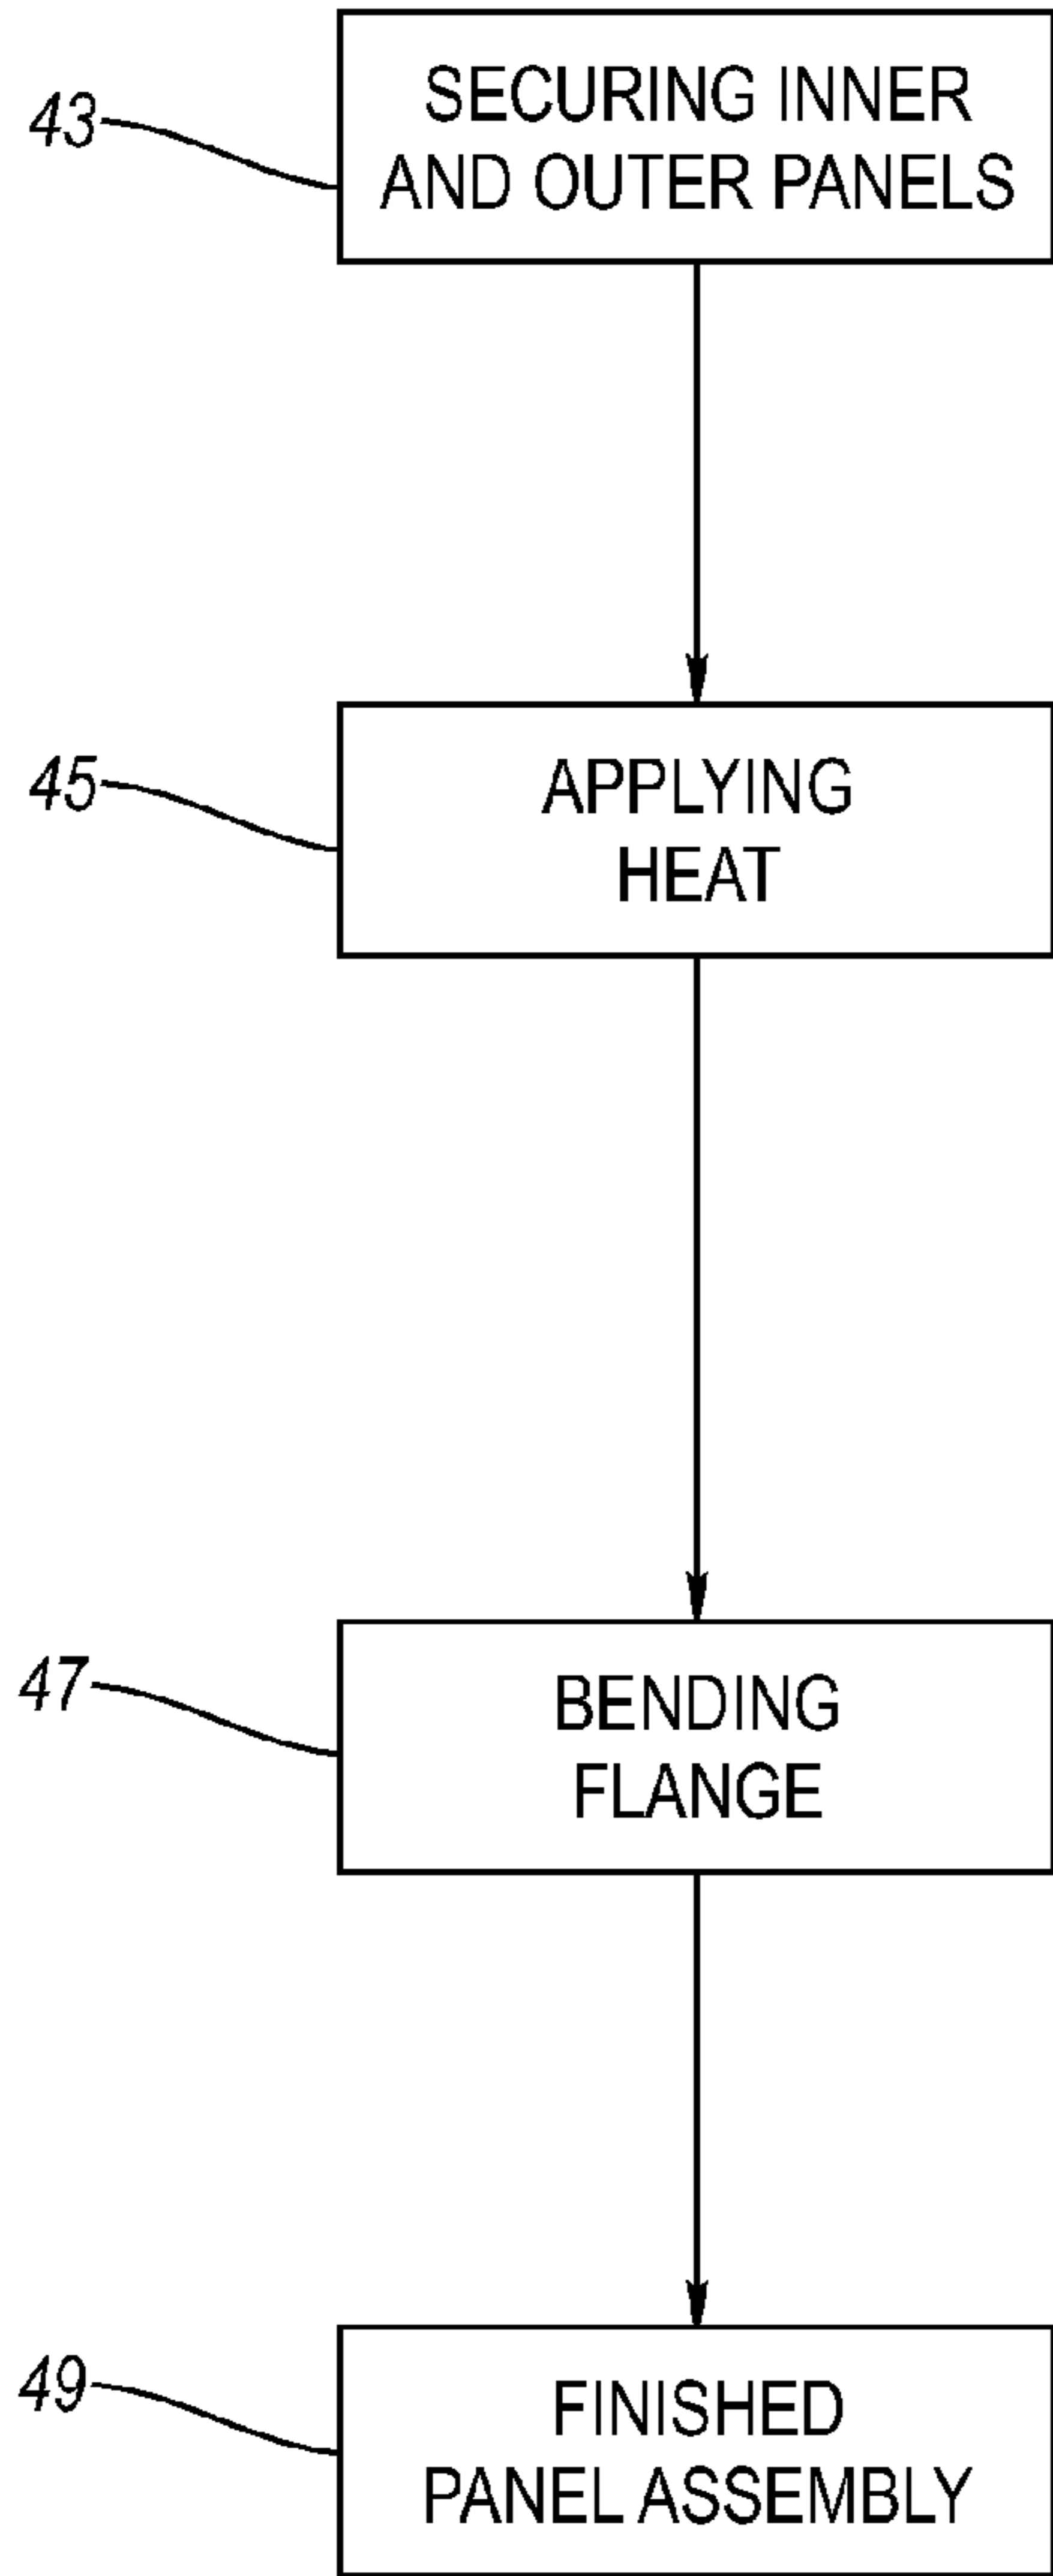 43
SECURING INNER
AND OUTER PANELS
45
APPLYING
HEAT
47
BENDING
FLANGE
49
FINISHED
PANEL ASSEMBLY